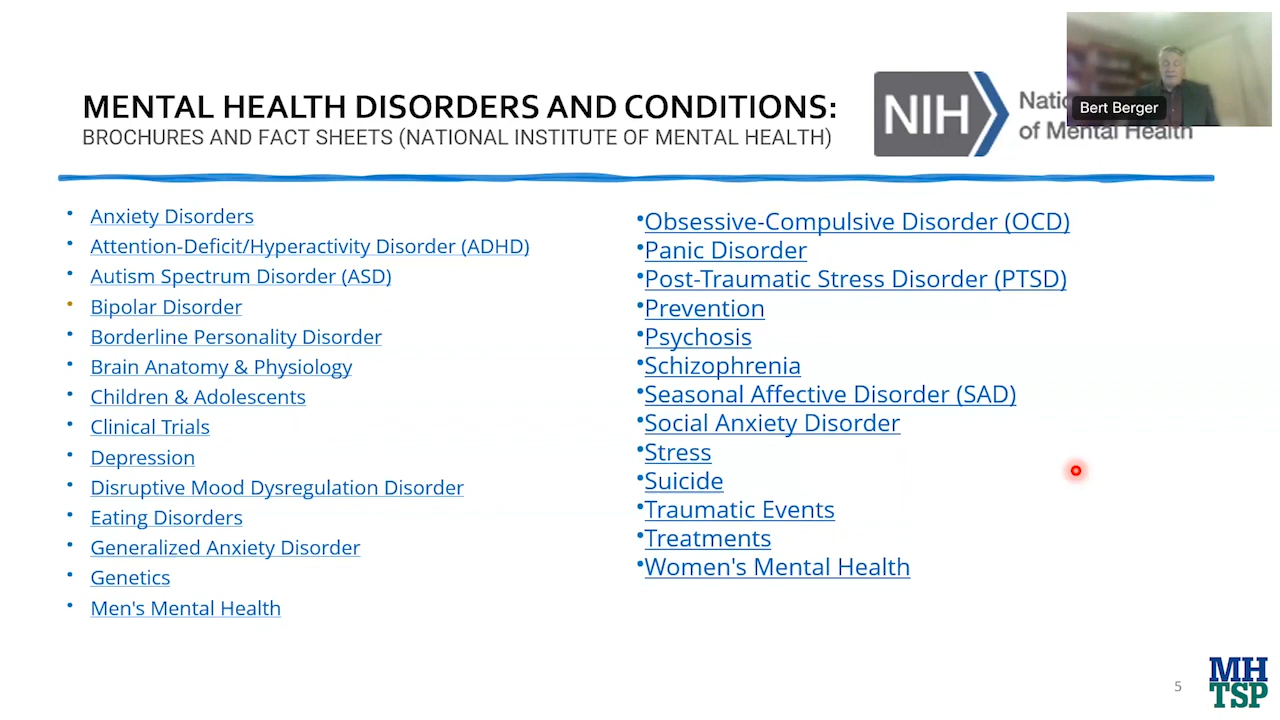 MENTAL HEALTH DISORDERS AND CONDITIONS:
BROCHURES AND FACT SHEETS (NATIONAL INSTITUTE OF MENTAL HEALTH)
NIH
of Mental Health
Bert Berger
• Anxiety Disorders
• Attention-Deficit/Hyperactivity Disorder (ADHD)
• Autism Spectrum Disorder (ASD)
• Bipolar Disorder
• Borderline Personality Disorder
• Brain Anatomy & Physiology
• Children & Adolescents
• Clinical Trials
• Depression
• Disruptive Mood Dysregulation Disorder
• Eating Disorders
• Generalized Anxiety Disorder
• Genetics
• Men's Mental Health
•Obsessive-Compulsive Disorder (OCD)
•Panic Disorder
•Post-Traumatic Stress Disorder (PTSD)
•Prevention
•Psychosis
•Schizophrenia
•Seasonal Affective Disorder (SAD)
•Social Anxiety Disorder
•Stress
•Suicide
•Traumatic Events
•Treatments
•Women's Mental Health
5
MH
TSP